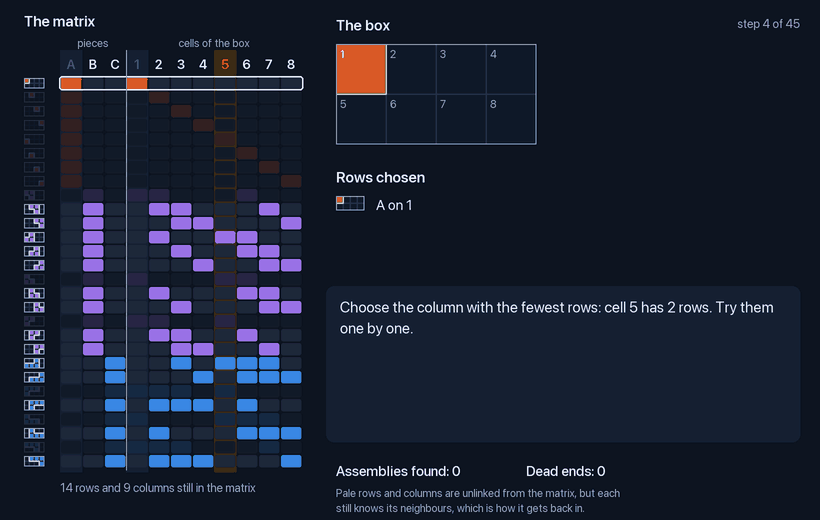 The matrix
pieces cells of the box
A B C 1 2 3 4 5 6 7 8
14 rows and 9 columns still in the matrix
The box
step 4 of 45
1 2 3 4
5 6 7 8
Rows chosen
A on 1
Choose the column with the fewest rows: cell 5 has 2 rows. Try them
one by one.
Assemblies found: 0 Dead ends: 0
Pale rows and columns are unlinked from the matrix, but each
still knows its neighbours, which is how it gets back in.